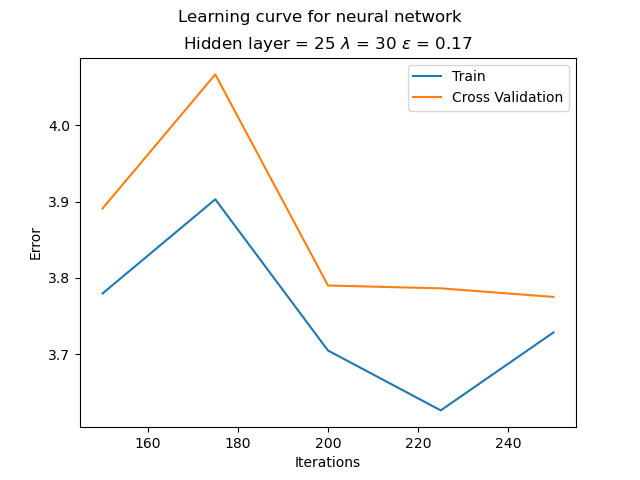 Learning curve for neural network
Hidden layer = 25 λ = 30 ε = 0.17
Train
Cross Validation
4.0
3.9
3.8
3.7
Error
160
180
200
220
240
Iterations